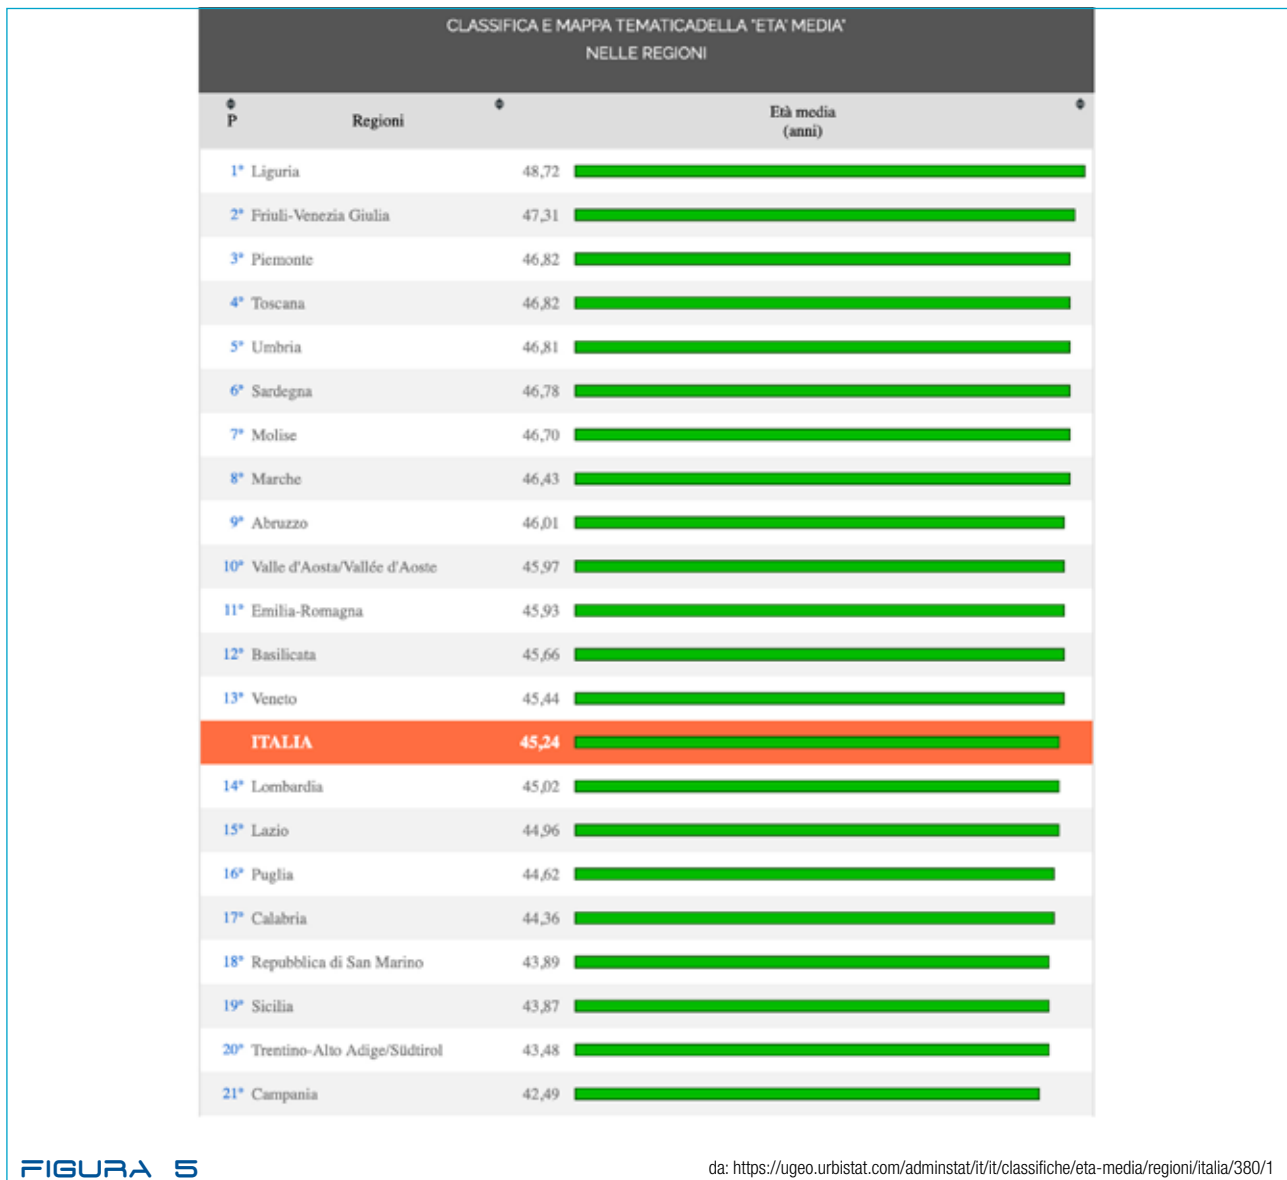 CLASSIFICA E MAPPA TEMATICADELLA "ETA' MEDIA"
NELLE REGIONI
P Regioni Età media
(anni)
1° Liguria 48,72
2° Friuli-Venezia Giulia 47,31
3° Piemonte 46,82
4° Toscana 46,82
5° Umbria 46,81
6° Sardegna 46,78
7° Molise 46,70
8° Marche 46,43
9° Abruzzo 46,01
10° Valle d'Aosta/Vallée d'Aoste 45,97
11° Emilia-Romagna 45,93
12° Basilicata 45,66
13° Veneto 45,44
ITALIA 45,24
14° Lombardia 45,02
15° Lazio 44,96
16° Puglia 44,62
17° Calabria 44,36
18° Repubblica di San Marino 43,89
19° Sicilia 43,87
20° Trentino-Alto Adige/Südtirol 43,48
21° Campania 42,49
FIGURA 5 da: https://ugeo.urbistat.com/adminstat/it/it/classifiche/eta-media/regioni/italia/380/1